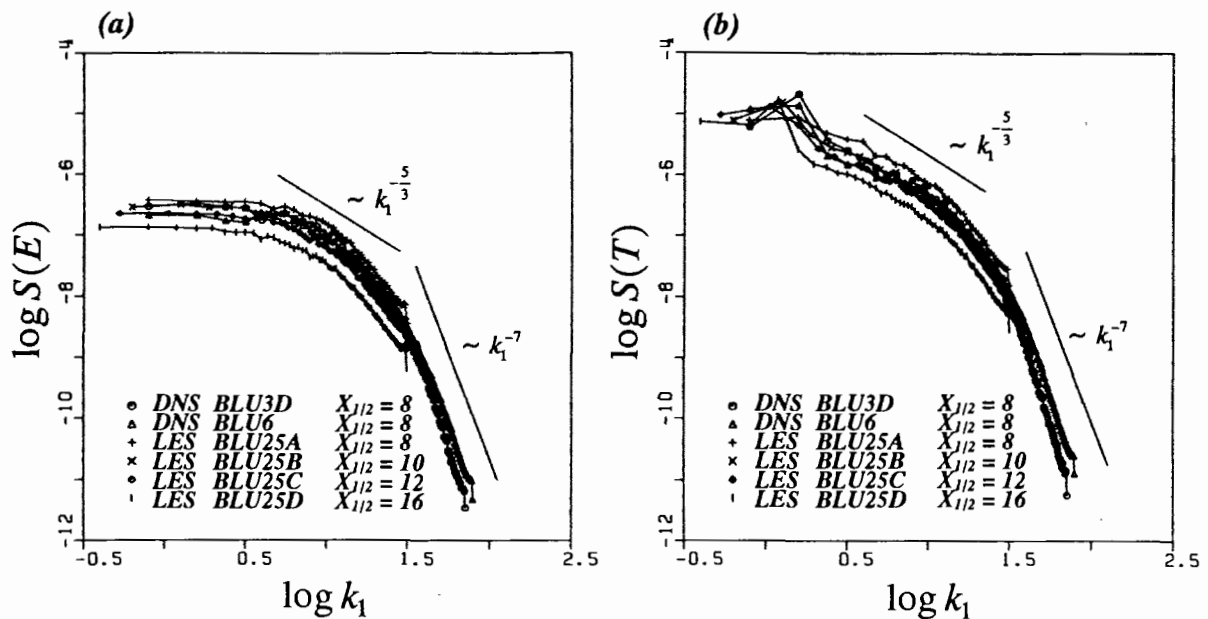 (a)
-4
-6
-8
-10
-12
log S(E)
~ k₁^{-5/3}
~ k₁^{-7}
DNS BLU3D X₁/₂ = 8
DNS BLU6 X₁/₂ = 8
LES BLU25A X₁/₂ = 8
LES BLU25B X₁/₂ = 10
LES BLU25C X₁/₂ = 12
LES BLU25D X₁/₂ = 16
-0.5 0.5 1.5 2.5
log k₁
(b)
-4
-6
-8
-10
-12
log S(T)
~ k₁^{-5/3}
~ k₁^{-7}
DNS BLU3D X₁/₂ = 8
DNS BLU6 X₁/₂ = 8
LES BLU25A X₁/₂ = 8
LES BLU25B X₁/₂ = 10
LES BLU25C X₁/₂ = 12
LES BLU25D X₁/₂ = 16
-0.5 0.5 1.5 2.5
log k₁